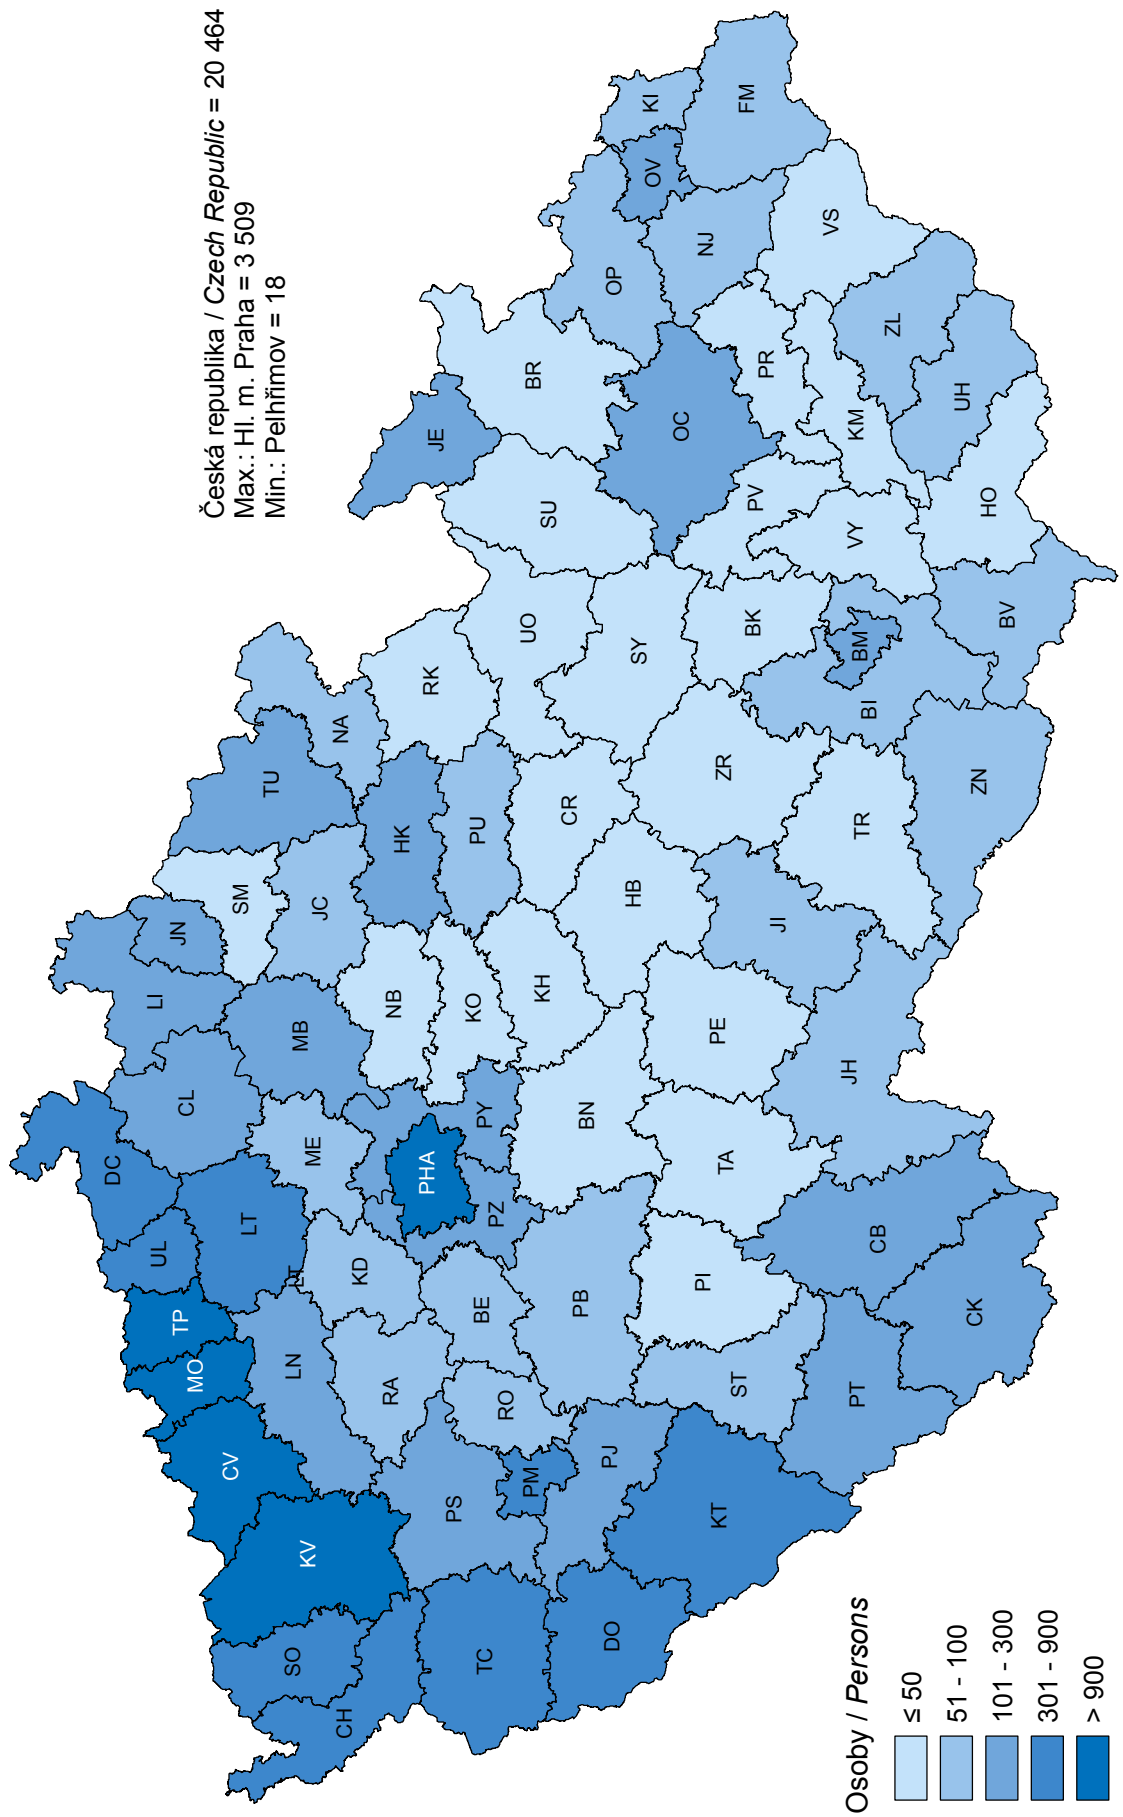 Česká republika / Czech Republic = 20 464
Max.: Hl. m. Praha = 3 509
Min.: Pelhřimov = 18
DC
LI
JN
UL
CL
SM
TP
LT
TU
MO
MB
JC
NA
CV
LN
LT
ME
JE
KV
KD
NB
HK
RK
SO
RA
PHA
KO
PU
BR
CH
PS
BE
PZ
PY
KH
CR
UO
SU
OP
KI
TC
PM
RO
PB
BN
HB
SY
OC
OV
FM
DO
PJ
PI
TA
PE
ZR
BK
PV
PR
NJ
KT
ST
JI
TR
BM
BI
VY
KM
VS
PT
CB
JH
ZN
BV
HO
UH
ZL
CK
Osoby / Persons
≤ 50
51 - 100
101 - 300
301 - 900
> 900